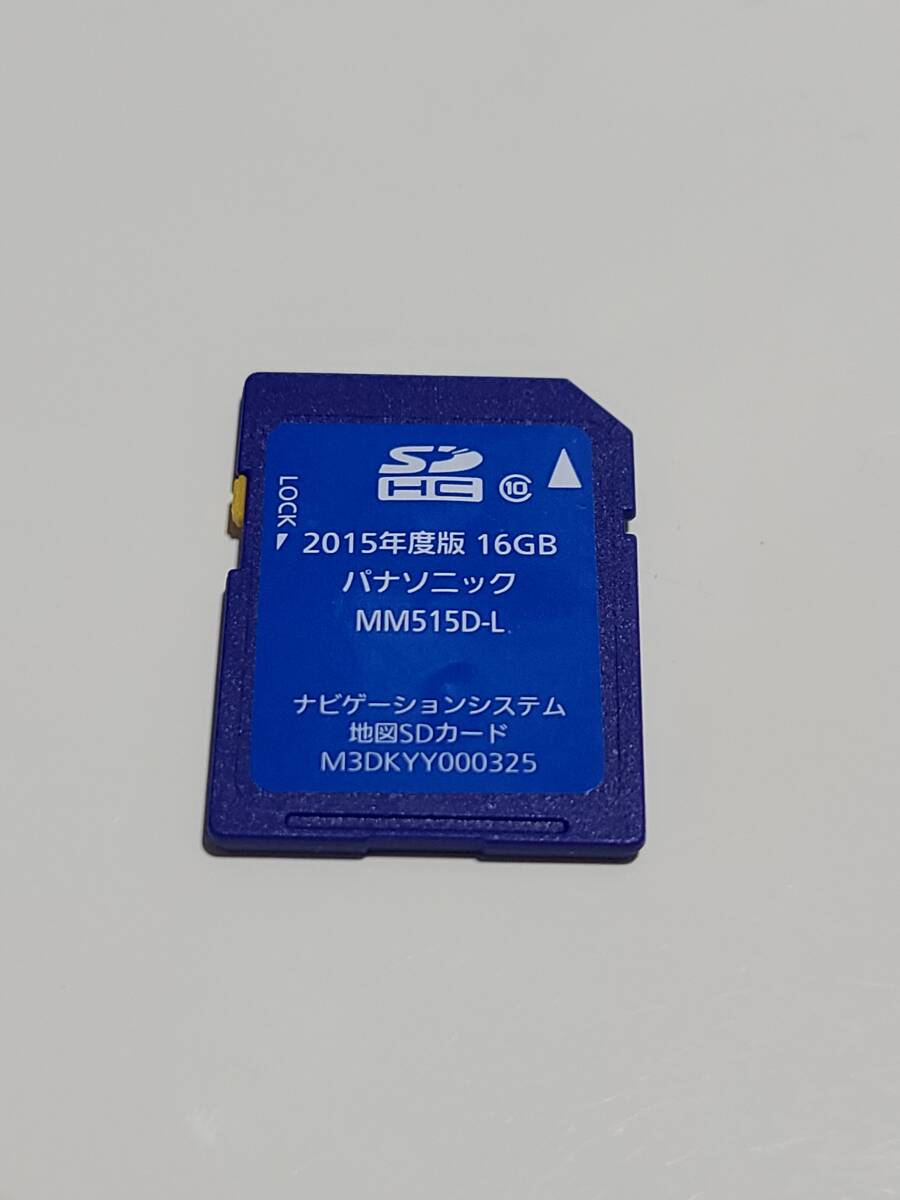 SD
HC 10
LOCK
2015年度版 16GB
パナソニック
MM515D-L
ナビゲーションシステム
地図SDカード
M3DKYY000325